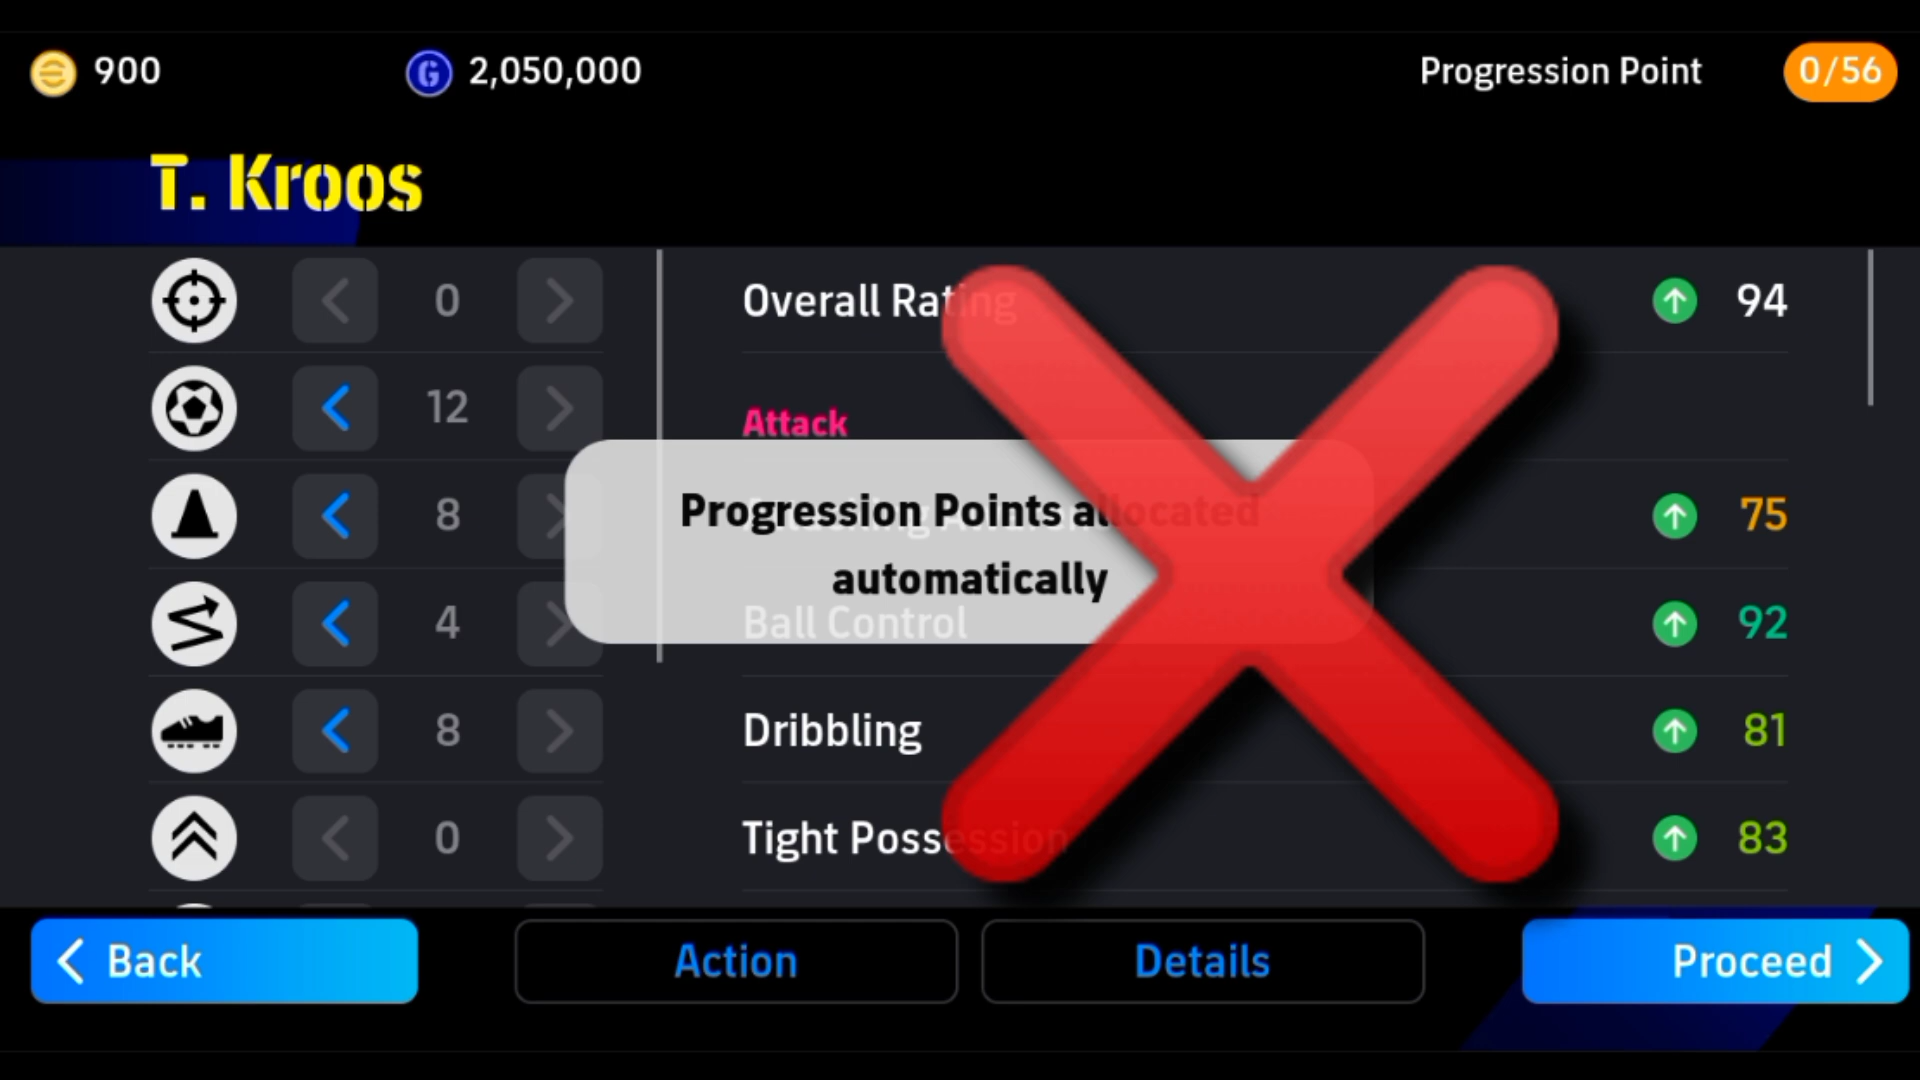 900
2,050,000
Progression Point
0/56
T. Kroos
0
Overall Rating
94
12
Attack
8
75
Progression Points allocated
automatically
4
Ball Control
92
8
Dribbling
81
0
Tight Possession
83
Back
Action
Details
Proceed